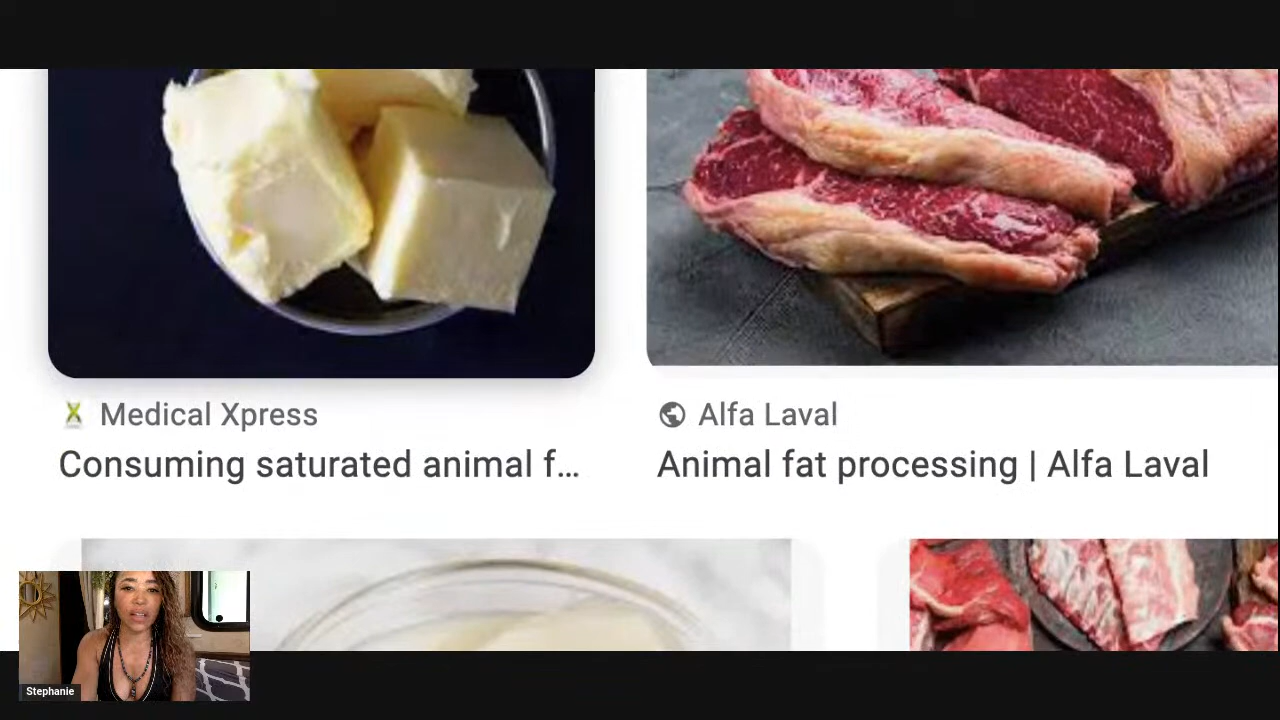 Medical Xpress
Consuming saturated animal f...
Alfa Laval
Animal fat processing | Alfa Laval
Stephanie